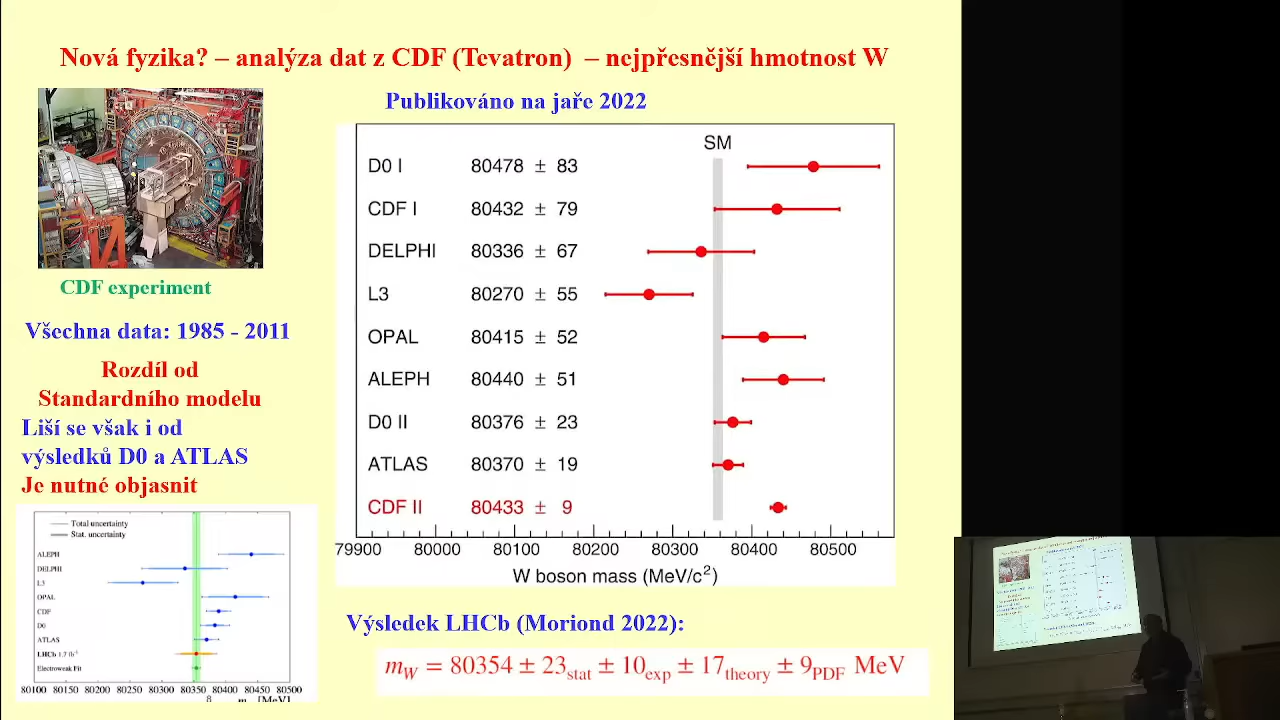 Nová fyzika? – analýza dat z CDF (Tevatron) – nejpřesnější hmotnost W
Publikováno na jaře 2022
CDF experiment
Všechna data: 1985 - 2011
Rozdíl od
Standardního modelu
Liší se však i od
výsledků D0 a ATLAS
Je nutné objasnit
SM
D0 I 80478 ± 83
CDF I 80432 ± 79
DELPHI 80336 ± 67
L3 80270 ± 55
OPAL 80415 ± 52
ALEPH 80440 ± 51
D0 II 80376 ± 23
ATLAS 80370 ± 19
CDF II 80433 ± 9
79900 80000 80100 80200 80300 80400 80500
W boson mass (MeV/c²)
Total uncertainty
Stat. uncertainty
ALEPH
DELPHI
L3
OPAL
CDF
D0
ATLAS
LHCb 1.7 fb⁻¹
Electroweak Fit
80100 80150 80200 80250 80300 80350 80400 80450 80500
[MeV]
Výsledek LHCb (Moriond 2022):
m_W = 80354 ± 23_stat ± 10_exp ± 17_theory ± 9_PDF MeV